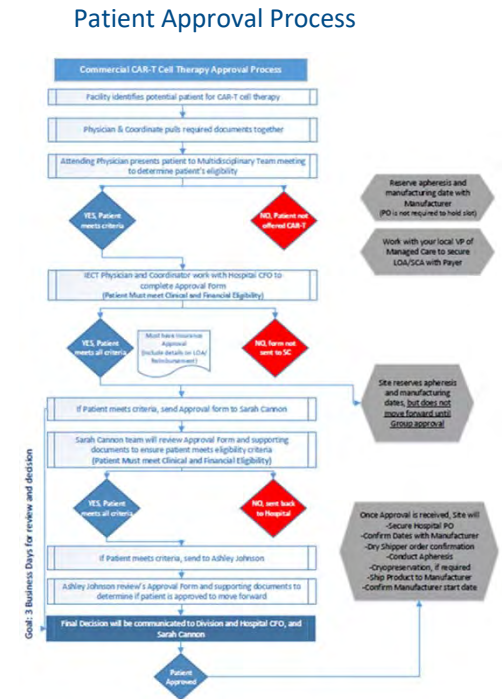 Patient Approval Process
Commercial CAR-T Cell Therapy Approval Process
Facility identifies potential patient for CAR-T cell therapy
Physician & Coordinate pulls required documents together
Attending Physician presents patient to Multidisciplinary Team meeting
to determine patient's eligibility
YES, Patient
meets criteria
NO, Patient not
offered CAR-T
Reserve apheresis and
manufacturing date with
Manufacturer
(PO is not required to hold slot)
Work with your local VP of
Managed Care to secure
LOA/SCA with Payer
IECT Physician and Coordinator work with Hospital CFO to
complete Approval Form
(Patient Must meet Clinical and Financial Eligibility)
YES, Patient
meets all criteria
Must have Insurance
Approval
(Include details on LOA/
Reimbursement)
NO, form not
sent to SC
Site reserves apheresis
and manufacturing
dates, but does not
move forward until
Group approval
If Patient meets criteria, send Approval form to Sarah Cannon
Sarah Cannon team will review Approval Form and supporting
documents to ensure patient meets eligibility criteria
(Patient Must meet Clinical and Financial Eligibility)
YES, Patient
meets all criteria
NO, sent back
to Hospital
Goal: 3 Business Days for review and decision
If Patient meets criteria, send to Ashley Johnson
Ashley Johnson review's Approval Form and supporting documents to
determine if patient is approved to move forward
Final Decision will be communicated to Division and Hospital CFO, and
Sarah Cannon
Patient
Approved
Once Approval is received, Site will
-Secure Hospital PO
-Confirm Dates with Manufacturer
-Dry Shipper order confirmation
-Conduct Apheresis
-Cryopreservation, if required
-Ship Product to Manufacturer
-Confirm Manufacturer start date